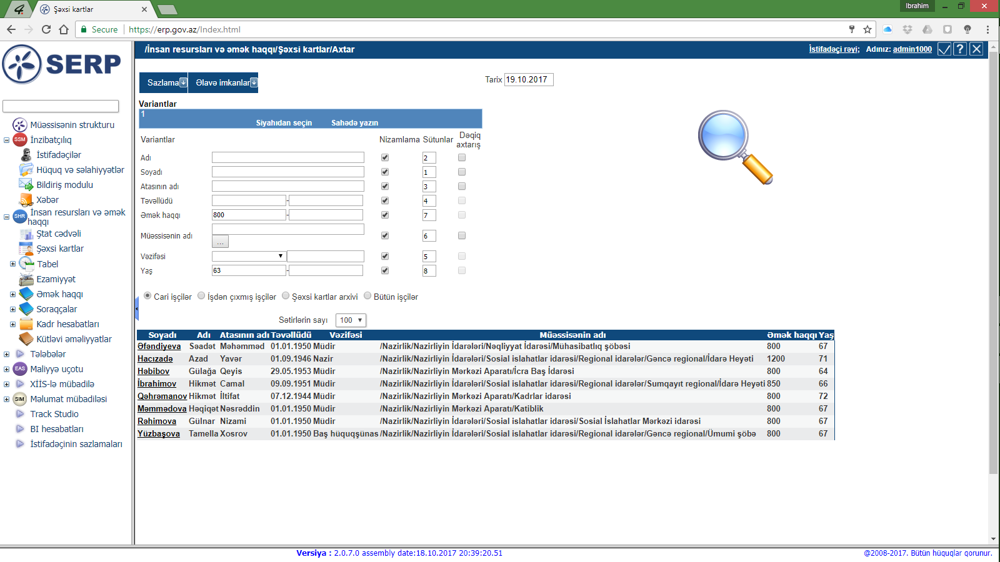 Şəxsi kartlar
Ibrahim
Secure
https://erp.gov.az/Index.html
SERP
/İnsan resursları və əmək haqqı/Şəxsi kartlar/Axtar
İstifadəçi rəyi; Adınız: admin1000
Sazlama
Əlavə imkanlar
Tarix 19.10.2017
Müəssisənin strukturu
SSM İnzibatçılıq
İstifadəçilər
Hüquq və səlahiyyətlər
Bildiriş modulu
Xəbər
SHR İnsan resursları və əmək
haqqı
Ştat cədvəli
Şəxsi kartlar
Tabel
Ezamiyyət
Əmək haqqı
Soraqçalar
Kadr hesabatları
Kütləvi əməliyyatlar
Tələbələr
EAS Maliyyə uçotu
XİİS-lə mübadilə
SIM Məlumat mübadiləsi
Track Studio
BI hesabatları
İstifadəçinin sazlamaları
Variantlar
1
Siyahıdan seçin Sahədə yazın
Variantlar Nizamlama Sütunlar Dəqiq
axtarış
Adı 2
Soyadı 1
Atasının adı 3
Təvəllüdü - 4
Əmək haqqı 800 - 7
Müəssisənin adı ... 6
Vəzifəsi 5
Yaş 63 - 8
Cari işçilər İşdən çıxmış işçilər Şəxsi kartlar arxivi Bütün işçilər
Sətirlərin sayı 100
Soyadı Adı Atasının adı Təvəllüdü Vəzifəsi Müəssisənin adı Əmək haqqı Yaş
Əfəndiyeva Səadət Məhəmməd 01.01.1950 Müdir /Nazirlik/Nazirliyin İdarələri/Nəqliyyat İdarəsi/Mühasibatlıq şöbəsi 800 67
Hacızadə Azad Yavər 01.09.1946 Nazir /Nazirlik/Nazirliyin İdarələri/Sosial islahatlar idarəsi/Regional idarələr/Gəncə regional/İdarə Heyəti 1200 71
Həbibov Gülağa Qeyis 29.05.1953 Müdir /Nazirlik/Nazirliyin Mərkəzi Aparatı/İcra Baş İdarəsi 800 64
İbrahimov Hikmət Camal 09.09.1951 Müdir /Nazirlik/Nazirliyin İdarələri/Sosial islahatlar idarəsi/Regional idarələr/Sumqayıt regional/İdarə Heyəti 850 66
Qəhrəmanov Hikmət İltifat 07.12.1944 Müdir /Nazirlik/Nazirliyin Mərkəzi Aparatı/Kadrlar idarəsi 800 72
Məmmədova Həqiqət Nəsrəddin 01.01.1950 Müdir /Nazirlik/Nazirliyin Mərkəzi Aparatı/Katiblik 800 67
Rəhimova Gülnar Nizami 01.01.1950 Müdir /Nazirlik/Nazirliyin İdarələri/Sosial islahatlar idarəsi/Sosial İslahatlar Mərkəzi idarəsi 800 67
Yüzbaşova Tamella Xosrov 01.01.1950 Baş hüquqşünas /Nazirlik/Nazirliyin İdarələri/Sosial islahatlar idarəsi/Regional idarələr/Gəncə regional/Ümumi şöbə 800 67
Versiya : 2.0.7.0 assembly date:18.10.2017 20:39:20.51
@2008-2017. Bütün hüquqlar qorunur.